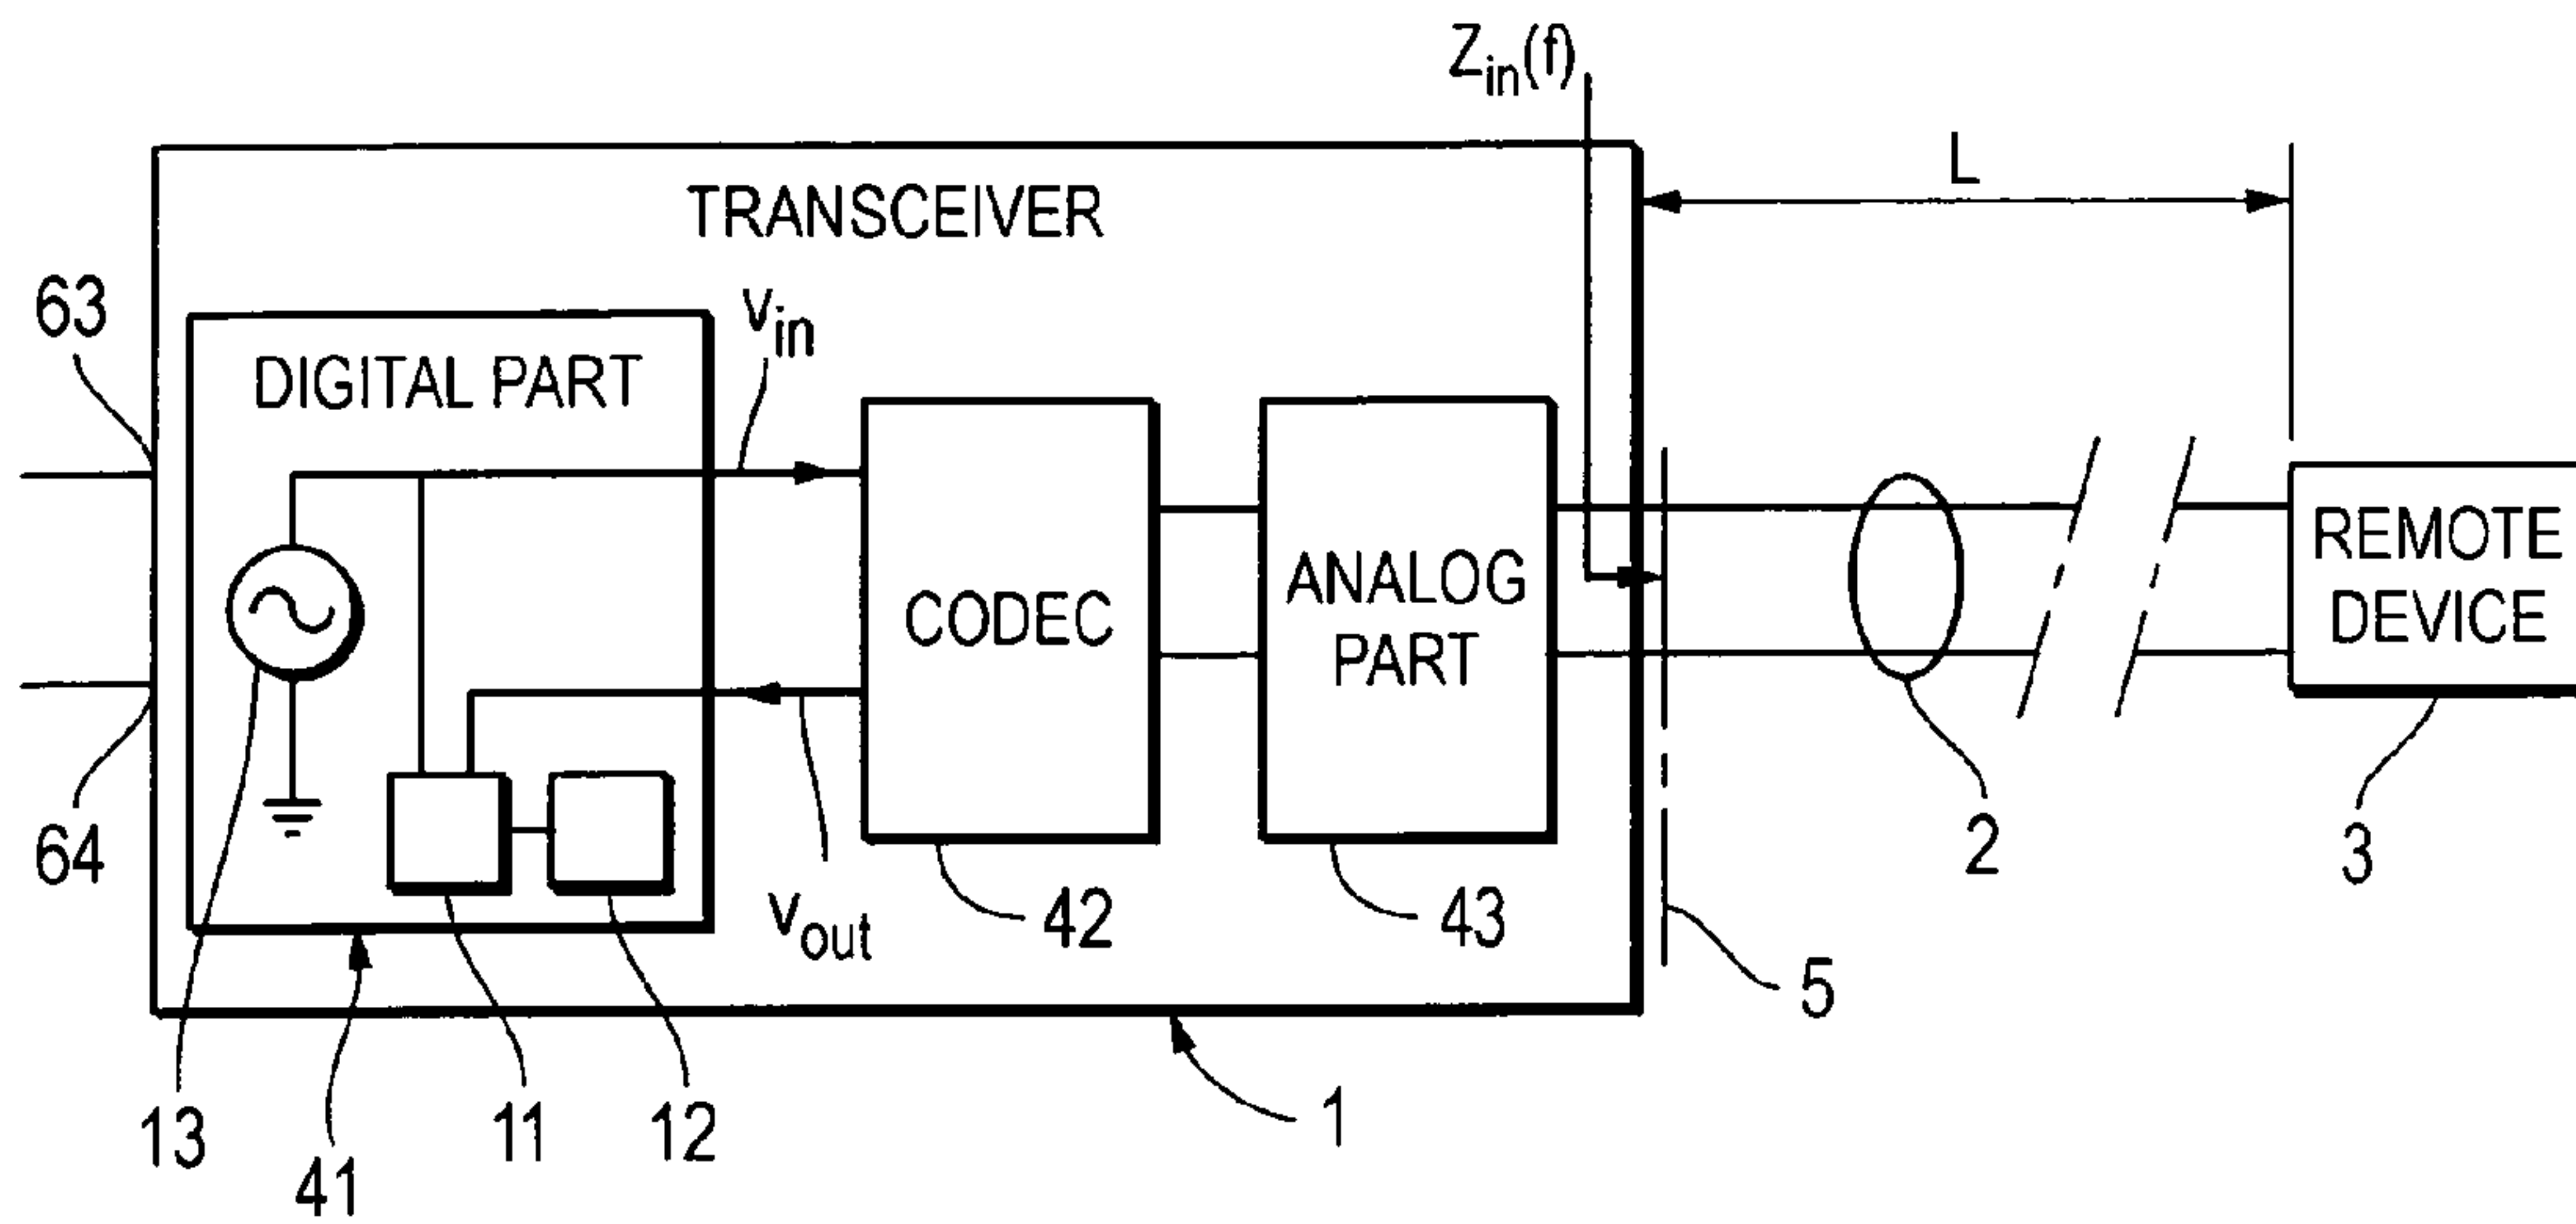 Zin(f)
L
TRANSCEIVER
63
vin
DIGITAL PART
CODEC
ANALOG
PART
REMOTE
DEVICE
64
vout
42
43
2
3
5
13
41
11
12
1